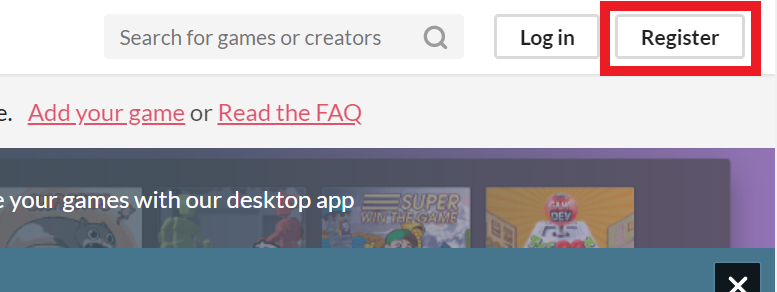 Search for games or creators
Log in
Register
e. Add your game or Read the FAQ
e your games with our desktop app
SUPER
WIN THE GAME
GAME
DEV